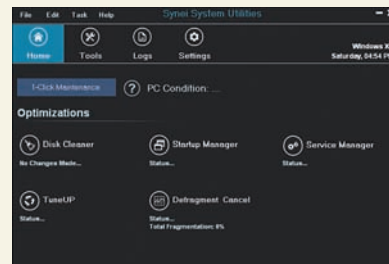 File Edit Task Help Synei System Utilities
Home Tools Logs Settings
Windows X
Saturday, 04:54 P
1-Click Maintenance ? PC Condition: ...
Optimizations
Disk Cleaner
No Changes Made...
Startup Manager
Status...
Service Manager
Status...
TuneUP
Status...
Defragment Cancel
Status...
Total Fragmentation: 0%